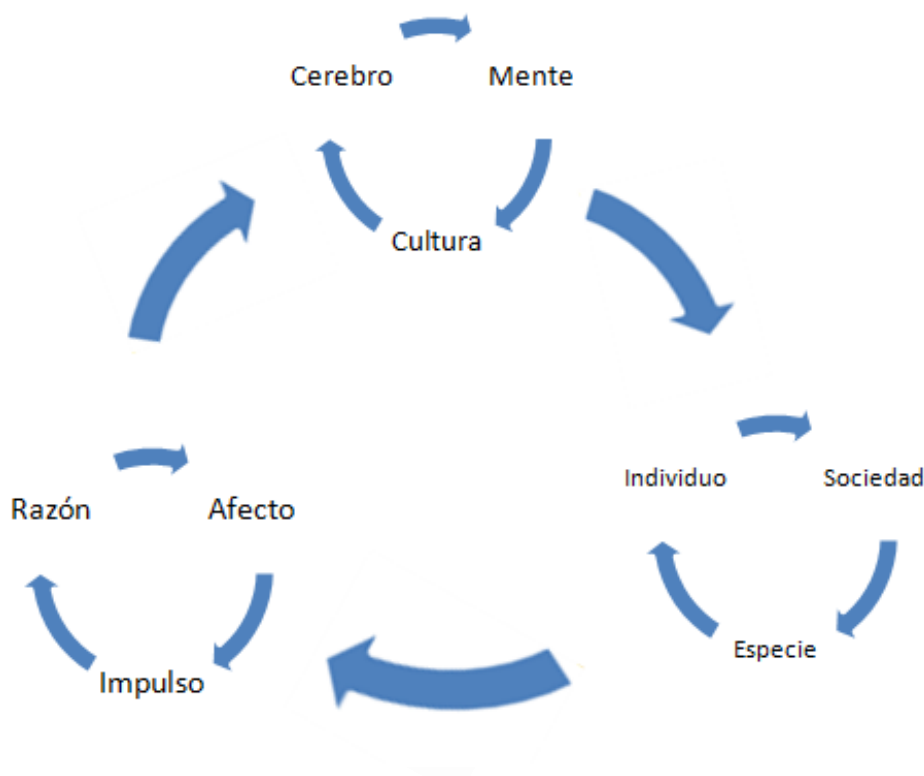 Cerebro Mente
Cultura
Individuo Sociedad
Especie
Razón Afecto
Impulso